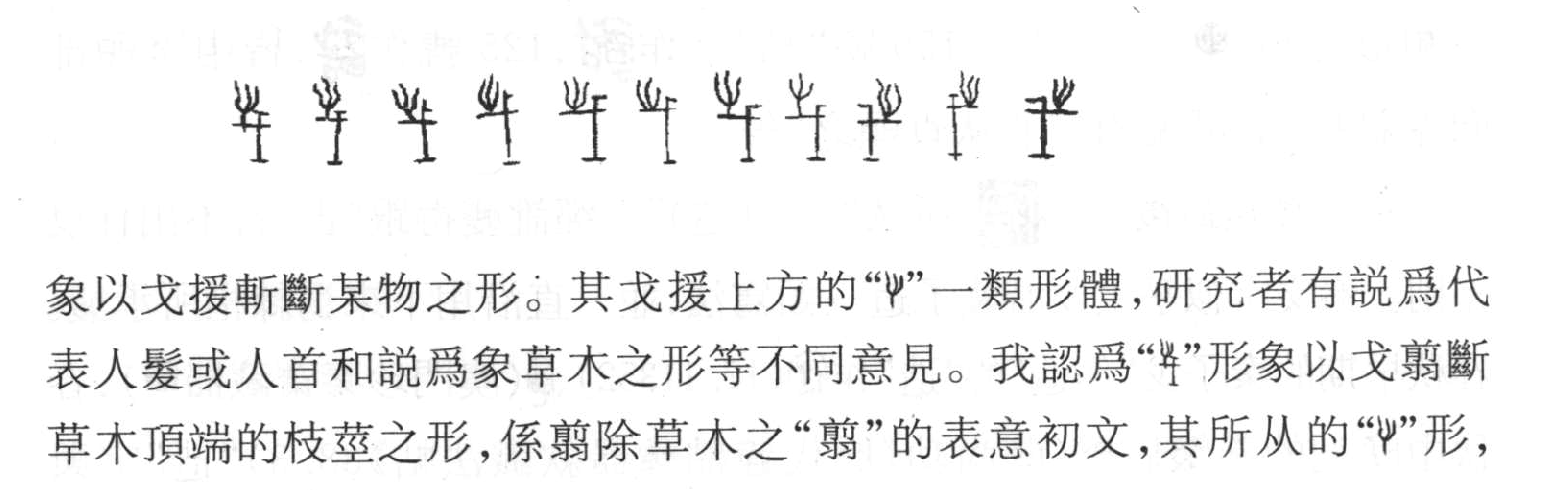 象以戈援斬斷某物之形。其戈援上方的“”一類形體，研究者有説爲代
表人髮或人首和説爲象草木之形等不同意見。我認爲“”形象以戈翦斷
草木頂端的枝莖之形，係翦除草木之“翦”的表意初文，其所从的“”形，